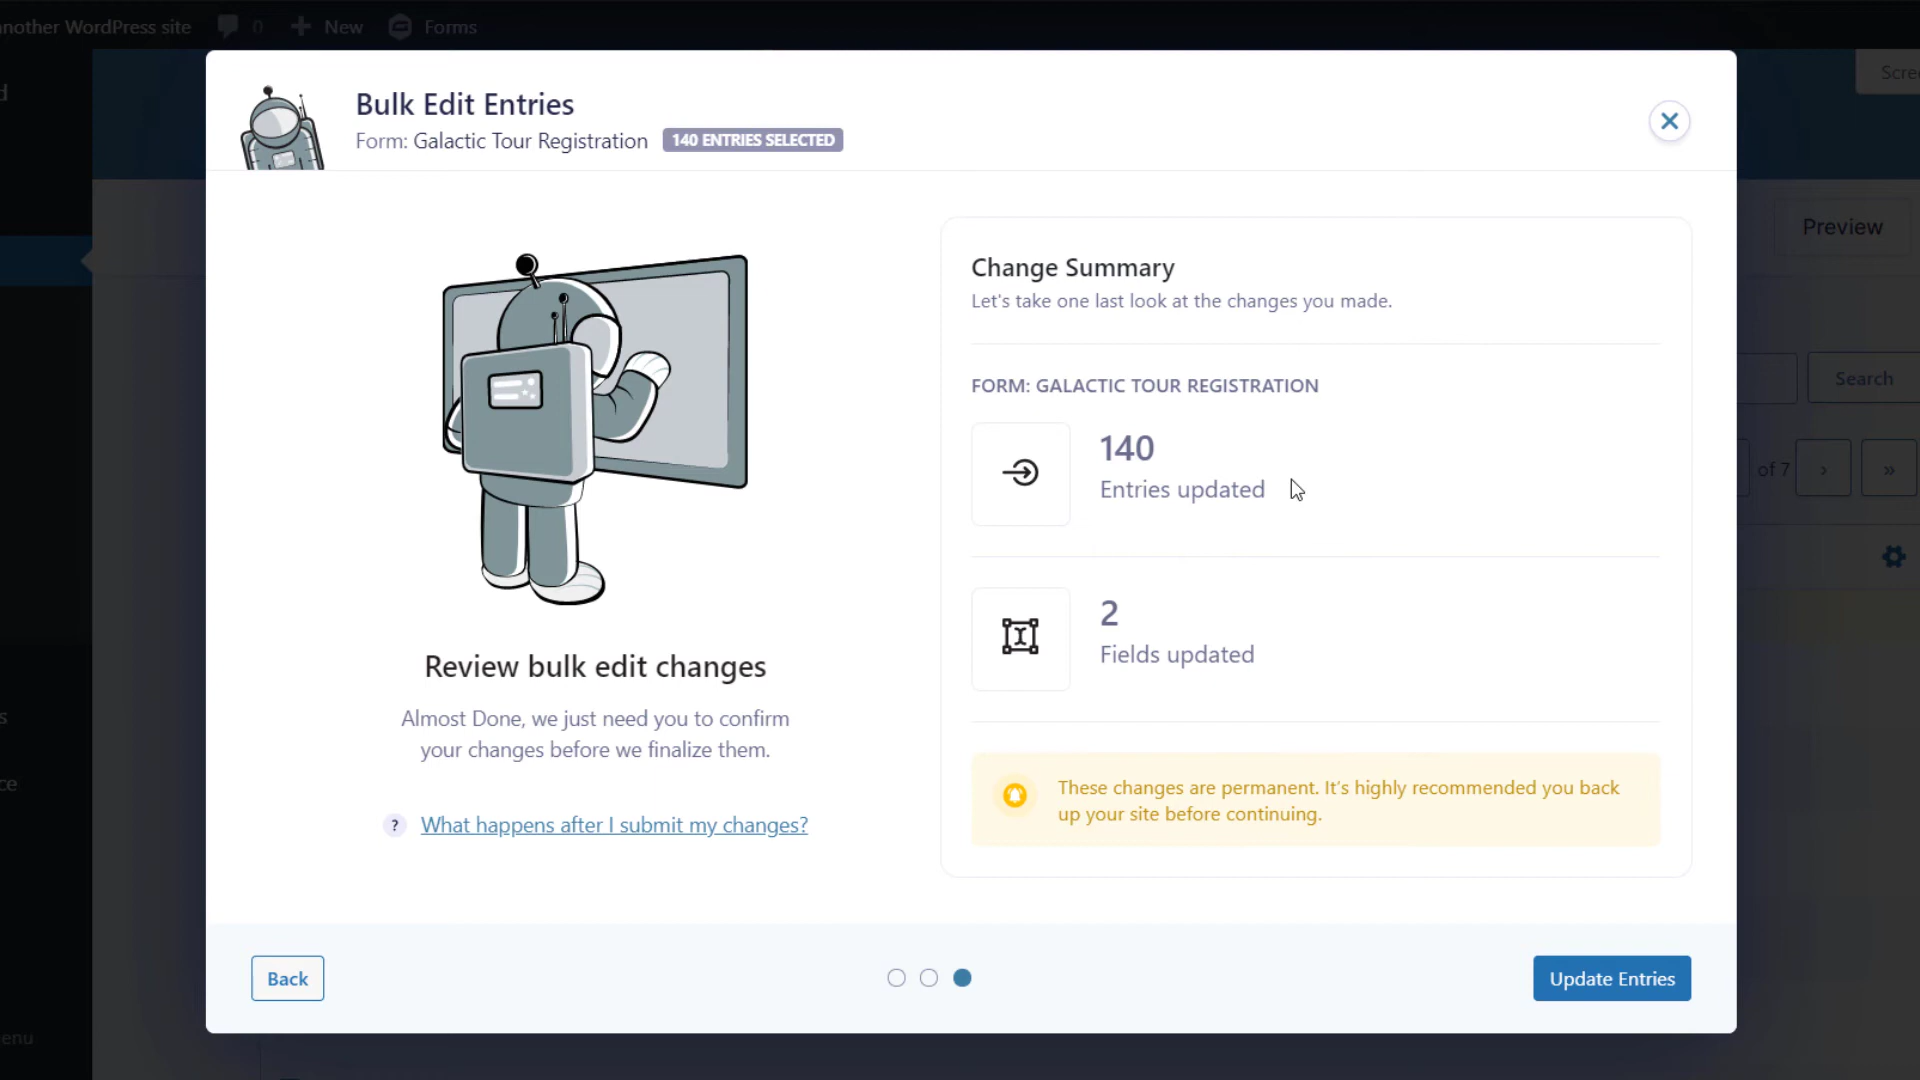 nother WordPress site 0 New Forms
Scre
Bulk Edit Entries
Form: Galactic Tour Registration 140 ENTRIES SELECTED
Preview
Search
of 7 › »
Review bulk edit changes
Almost Done, we just need you to confirm
your changes before we finalize them.
? What happens after I submit my changes?
Change Summary
Let's take one last look at the changes you made.
FORM: GALACTIC TOUR REGISTRATION
140
Entries updated
2
Fields updated
These changes are permanent. It's highly recommended you back
up your site before continuing.
ce
enu
Back
Update Entries